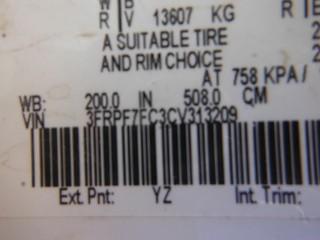 W B
R V 13607 KG R E
A SUITABLE TIRE
AND RIM CHOICE
AT 758 KPA/
WB: 200.0 IN 508.0 CM
VIN 3FRPF7FC3CV313209
Ext. Pnt: YZ Int. Trim: